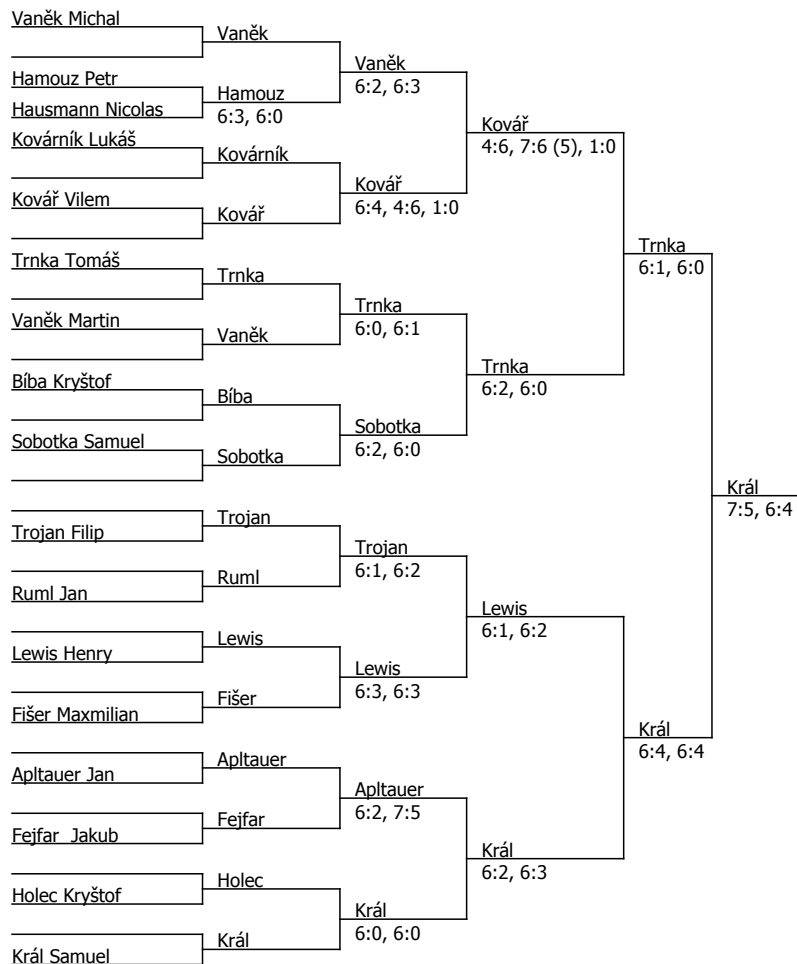 Vaněk Michal
Vaněk
Vaněk
6:2, 6:3
Hamouz Petr
Hamouz
Hausmann Nicolas
6:3, 6:0
Kovář
4:6, 7:6 (5), 1:0
Kovárník Lukáš
Kovárník
Kovář
6:4, 4:6, 1:0
Kovář Vilem
Kovář
Trnka
6:1, 6:0
Trnka Tomáš
Trnka
Trnka
6:0, 6:1
Vaněk Martin
Vaněk
Trnka
6:2, 6:0
Bíba Kryštof
Bíba
Sobotka
6:2, 6:0
Sobotka Samuel
Sobotka
Král
7:5, 6:4
Trojan
Trojan Filip
Trojan
6:1, 6:2
Ruml
Ruml Jan
Lewis
6:1, 6:2
Lewis
Lewis Henry
Lewis
6:3, 6:3
Fišer
Fišer Maxmilian
Král
6:4, 6:4
Apltauer
Apltauer Jan
Apltauer
6:2, 7:5
Fejfar
Fejfar  Jakub
Král
6:2, 6:3
Holec
Holec Kryštof
Král
6:0, 6:0
Král
Král Samuel